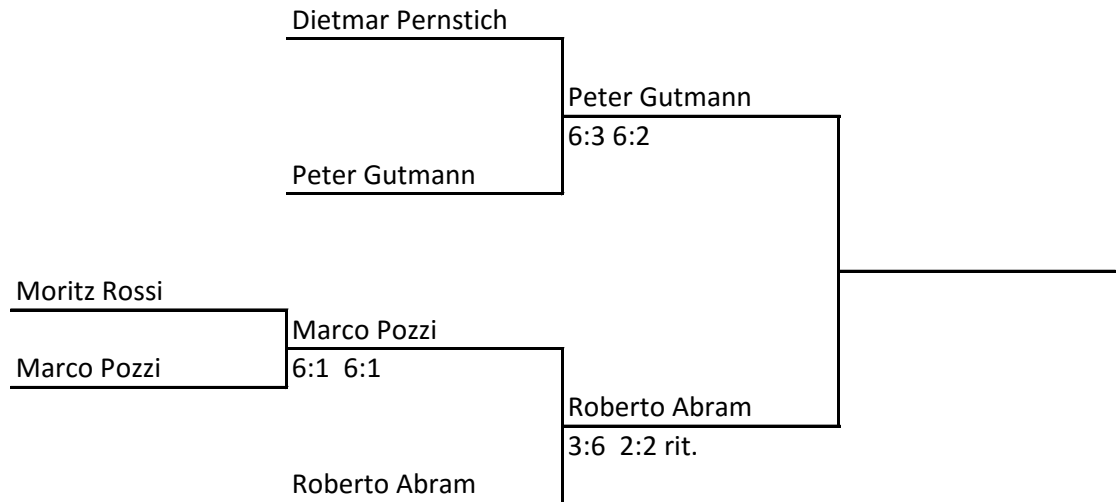 Dietmar Pernstich
Peter Gutmann
6:3 6:2
Peter Gutmann
Moritz Rossi
Marco Pozzi
Marco Pozzi
6:1  6:1
Roberto Abram
3:6  2:2 rit.
Roberto Abram